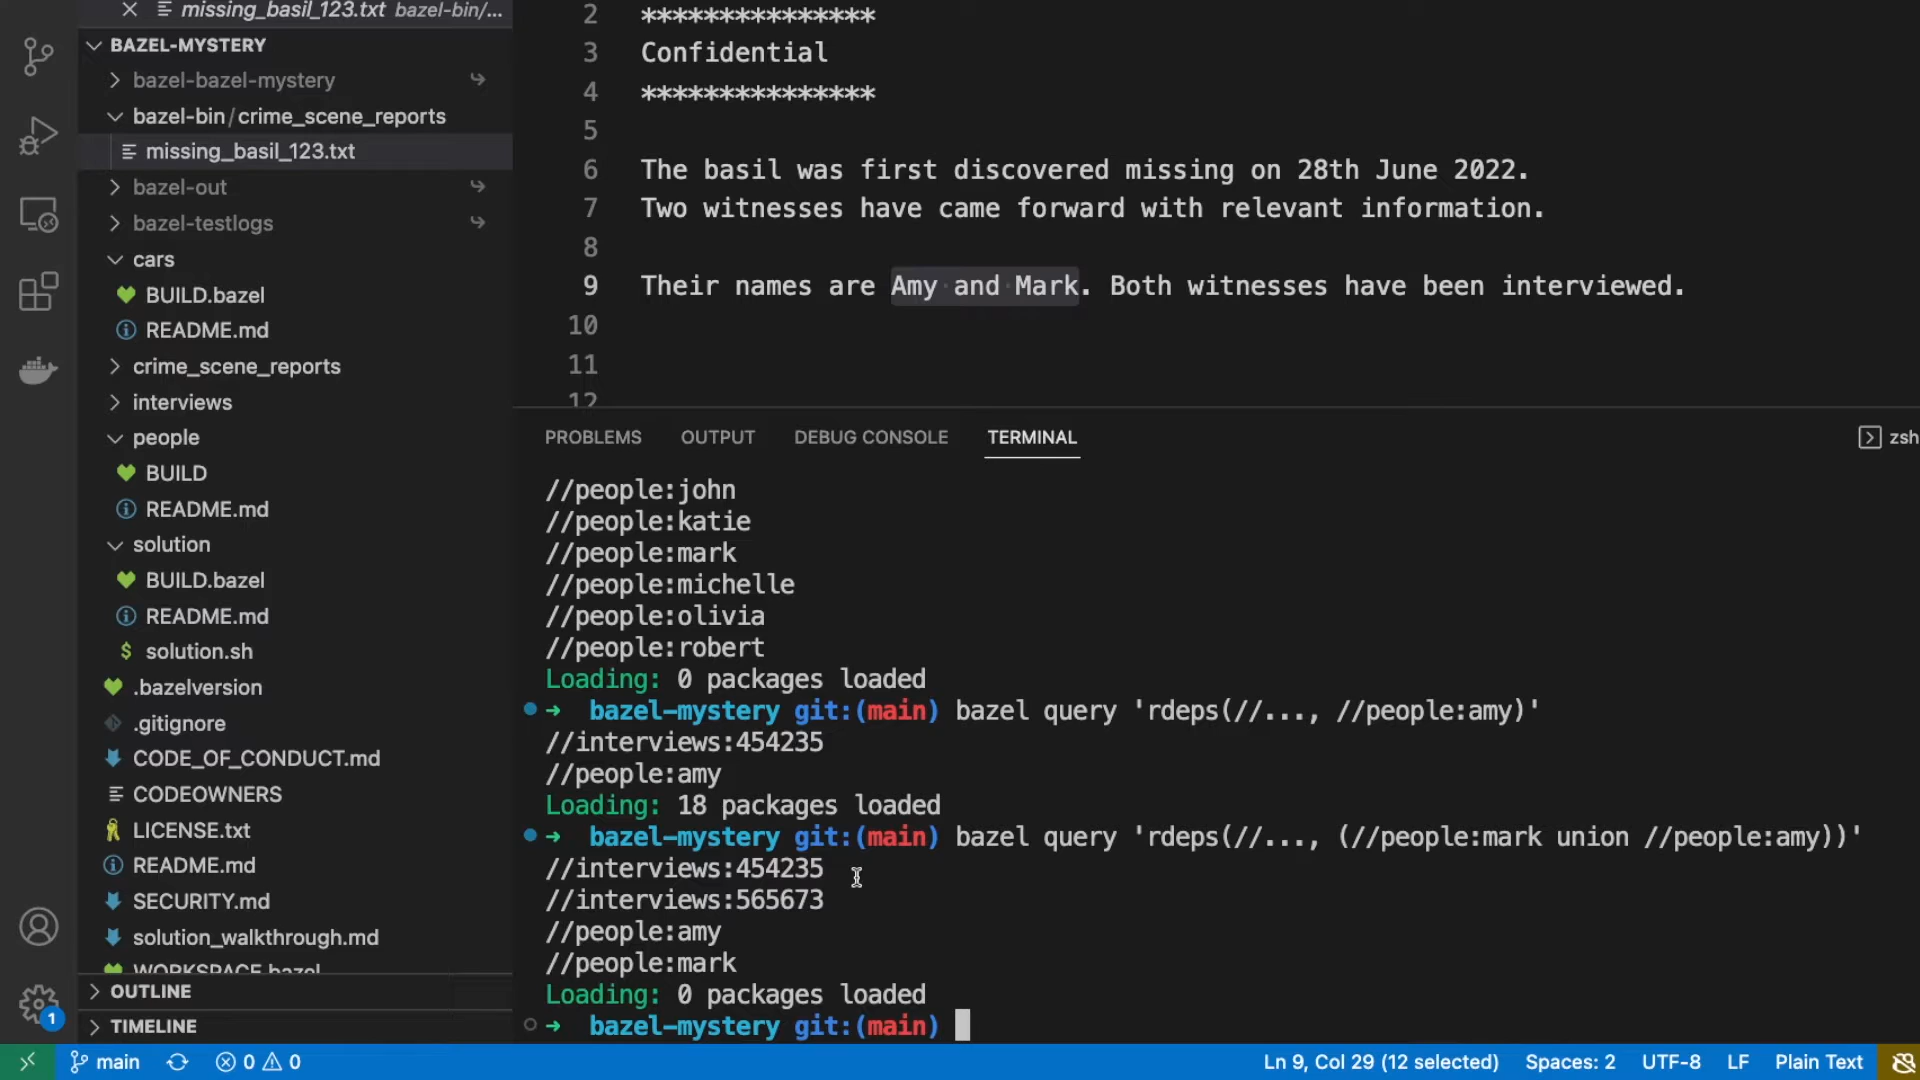 missing_basil_123.txt bazel-bin/...
BAZEL-MYSTERY
bazel-bazel-mystery
bazel-bin/crime_scene_reports
missing_basil_123.txt
bazel-out
bazel-testlogs
cars
BUILD.bazel
README.md
crime_scene_reports
interviews
people
BUILD
README.md
solution
BUILD.bazel
README.md
$ solution.sh
.bazelversion
.gitignore
CODE_OF_CONDUCT.md
CODEOWNERS
LICENSE.txt
README.md
SECURITY.md
solution_walkthrough.md
WORKSPACE.bazel
OUTLINE
TIMELINE
1
2 ***************
3 Confidential
4 ***************
5
6 The basil was first discovered missing on 28th June 2022.
7 Two witnesses have came forward with relevant information.
8
9 Their names are Amy and Mark. Both witnesses have been interviewed.
10
11
12
PROBLEMS OUTPUT DEBUG CONSOLE TERMINAL zsh
//people:john
//people:katie
//people:mark
//people:michelle
//people:olivia
//people:robert
Loading: 0 packages loaded
➜ bazel-mystery git:(main) bazel query 'rdeps(//..., //people:amy)'
//interviews:454235
//people:amy
Loading: 18 packages loaded
➜ bazel-mystery git:(main) bazel query 'rdeps(//..., (//people:mark union //people:amy))'
//interviews:454235
//interviews:565673
//people:amy
//people:mark
Loading: 0 packages loaded
➜ bazel-mystery git:(main)
main 0 0 Ln 9, Col 29 (12 selected) Spaces: 2 UTF-8 LF Plain Text